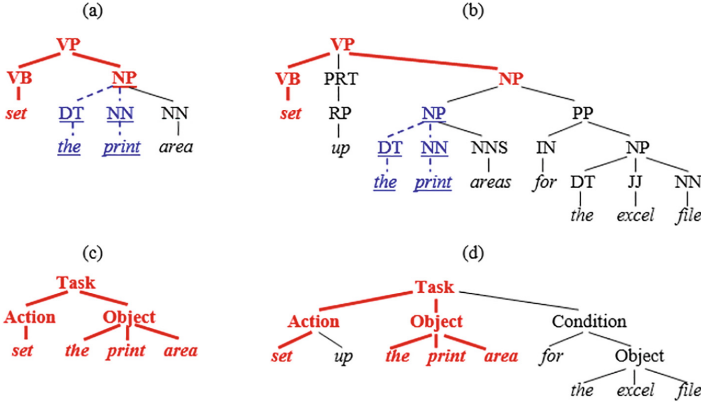 (a) (b)
VP VP
VB NP VB PRT NP
set DT NN NN set RP NP PP
the print area up DT NN NNS IN NP
the print areas for DT JJ NN
the excel file
(c) (d)
Task Task
Action Object Action Object Condition
set the print area set up the print area for Object
the excel file